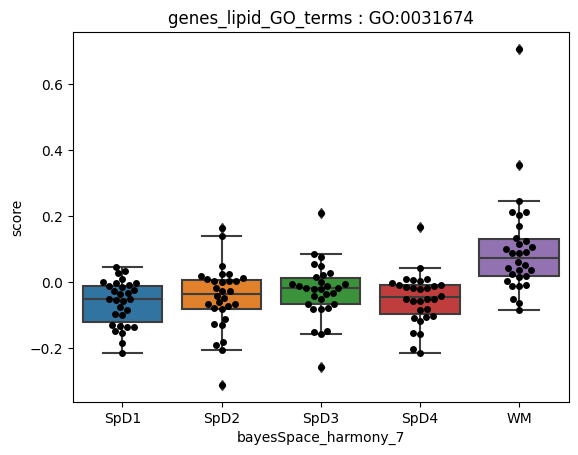 genes_lipid_GO_terms : GO:0031674
score
0.6
0.4
0.2
0.0
−0.2
SpD1 SpD2 SpD3 SpD4 WM
bayesSpace_harmony_7